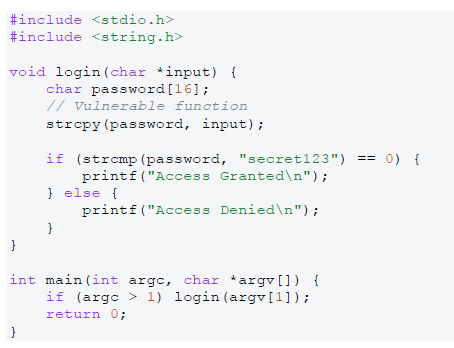 #include <stdio.h>
#include <string.h>
void login(char *input) {
char password[16];
// Vulnerable function
strcpy(password, input);
if (strcmp(password, "secret123") == 0) {
printf("Access Granted\n");
} else {
printf("Access Denied\n");
}
}
int main(int argc, char *argv[]) {
if (argc > 1) login(argv[1]);
return 0;
}